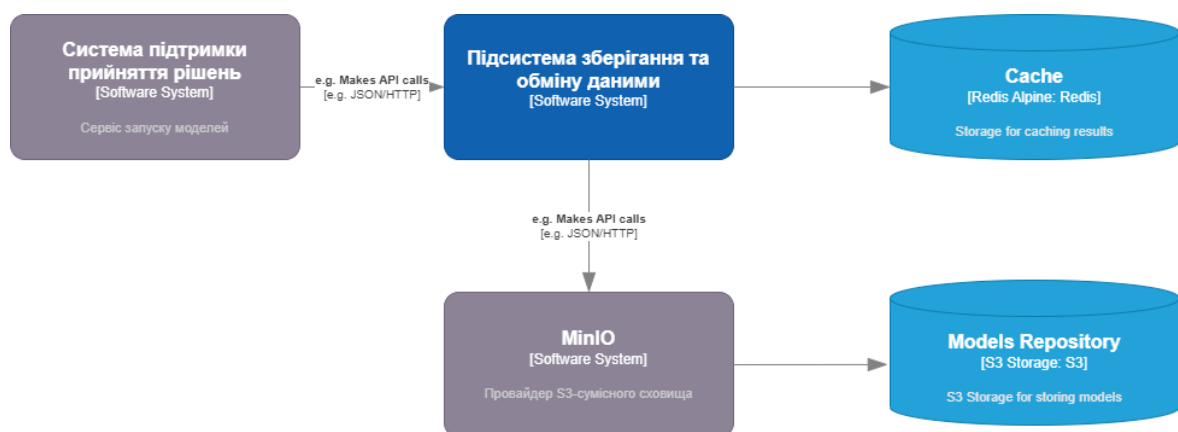 Система підтримки
прийняття рішень
[Software System]
Сервіс запуску моделей
e.g. Makes API calls
[e.g. JSON/HTTP]
Підсистема зберігання та
обміну даними
[Software System]
Cache
[Redis Alpine: Redis]
Storage for caching results
e.g. Makes API calls
[e.g. JSON/HTTP]
MinIO
[Software System]
Провайдер S3-сумісного сховища
Models Repository
[S3 Storage: S3]
S3 Storage for storing models